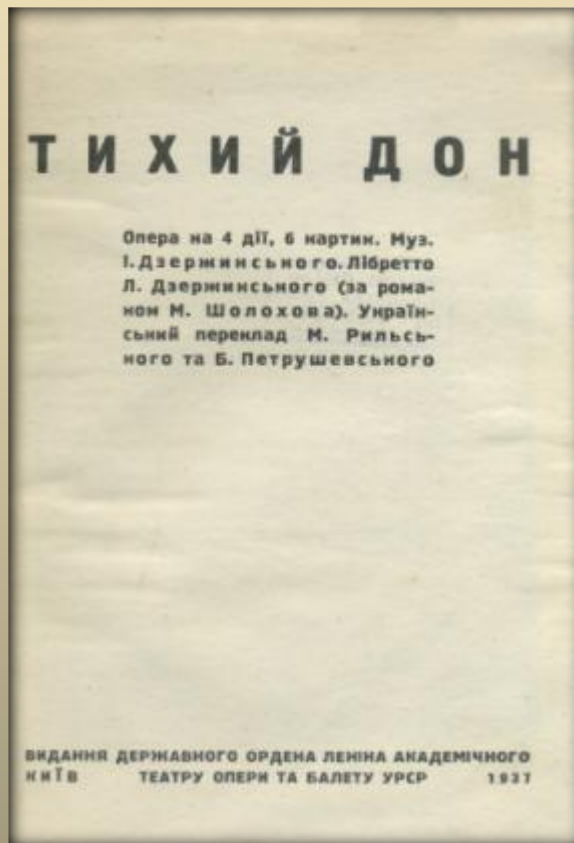 ТИХИЙ ДОН
Опера на 4 дії, 6 картин. Муз.
І. Дзержинського. Лібретто
Л. Дзержинського (за рома-
ном М. Шолохова). Україн-
ський переклад М. Рильсь-
кого та Б. Петрушевського
ВИДАННЯ ДЕРЖАВНОГО ОРДЕНА ЛЕНІНА АКАДЕМІЧНОГО
КИЇВ ТЕАТРУ ОПЕРИ ТА БАЛЕТУ УРСР 1937